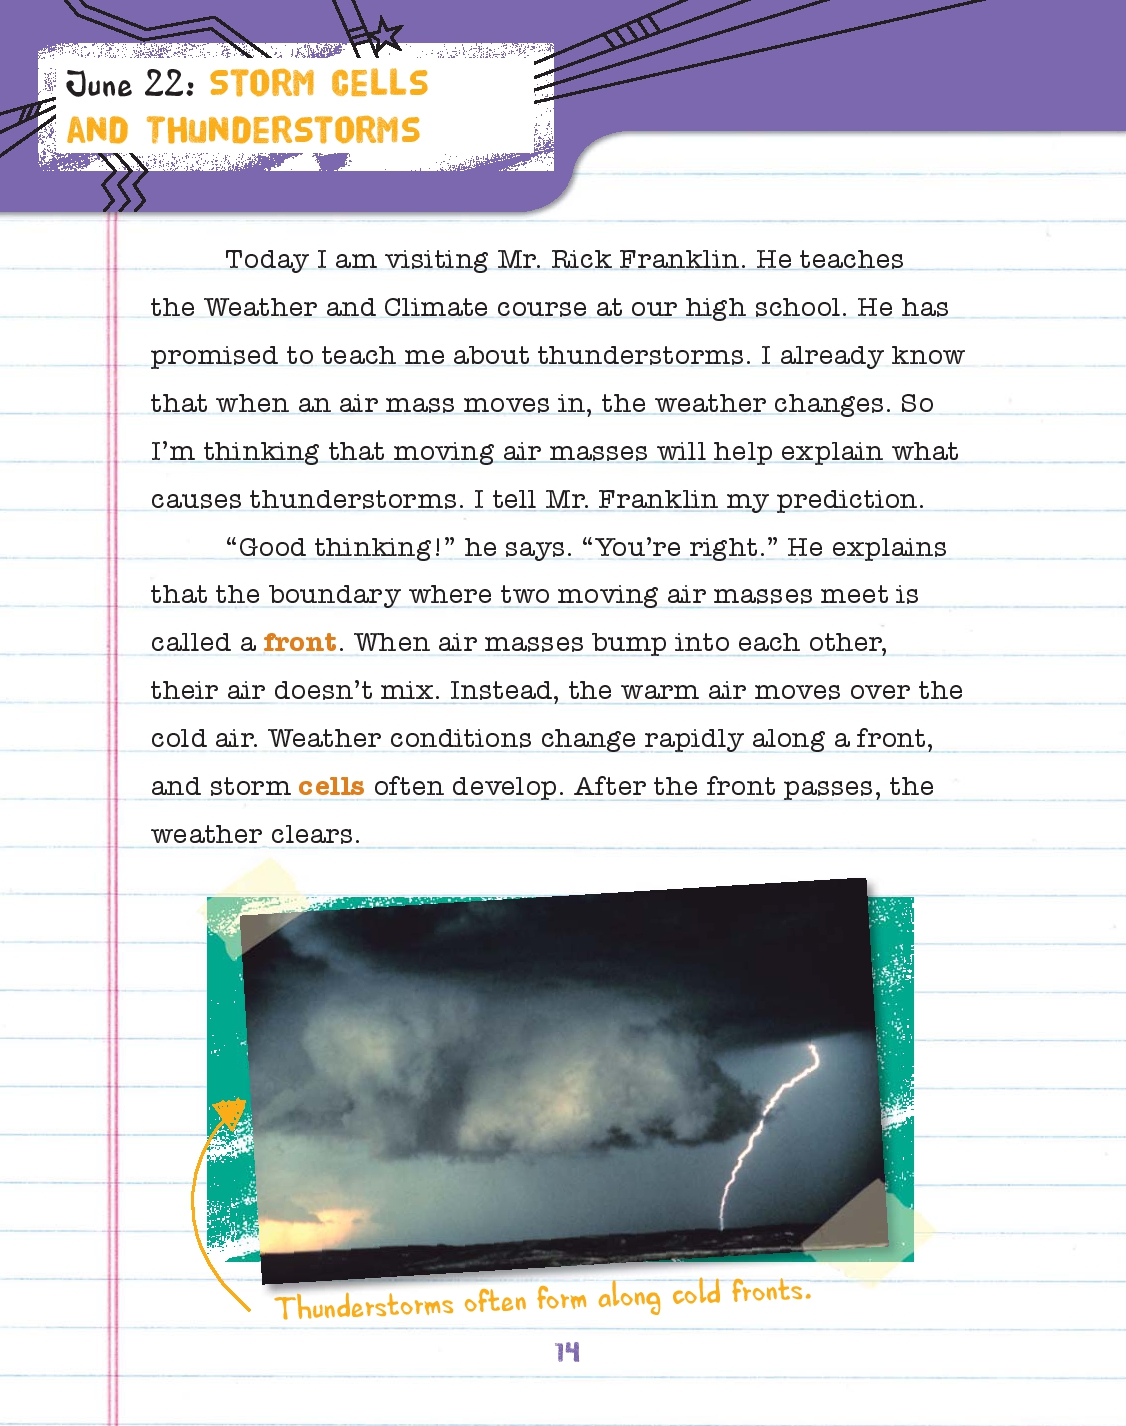 June 22: STORM CELLS
AND THUNDERSTORMS
Today I am visiting Mr. Rick Franklin. He teaches
the Weather and Climate course at our high school. He has
promised to teach me about thunderstorms. I already know
that when an air mass moves in, the weather changes. So
I’m thinking that moving air masses will help explain what
causes thunderstorms. I tell Mr. Franklin my prediction.
“Good thinking!” he says. “You’re right.” He explains
that the boundary where two moving air masses meet is
called a front. When air masses bump into each other,
their air doesn’t mix. Instead, the warm air moves over the
cold air. Weather conditions change rapidly along a front,
and storm cells often develop. After the front passes, the
weather clears.
Thunderstorms often form along cold fronts.
14